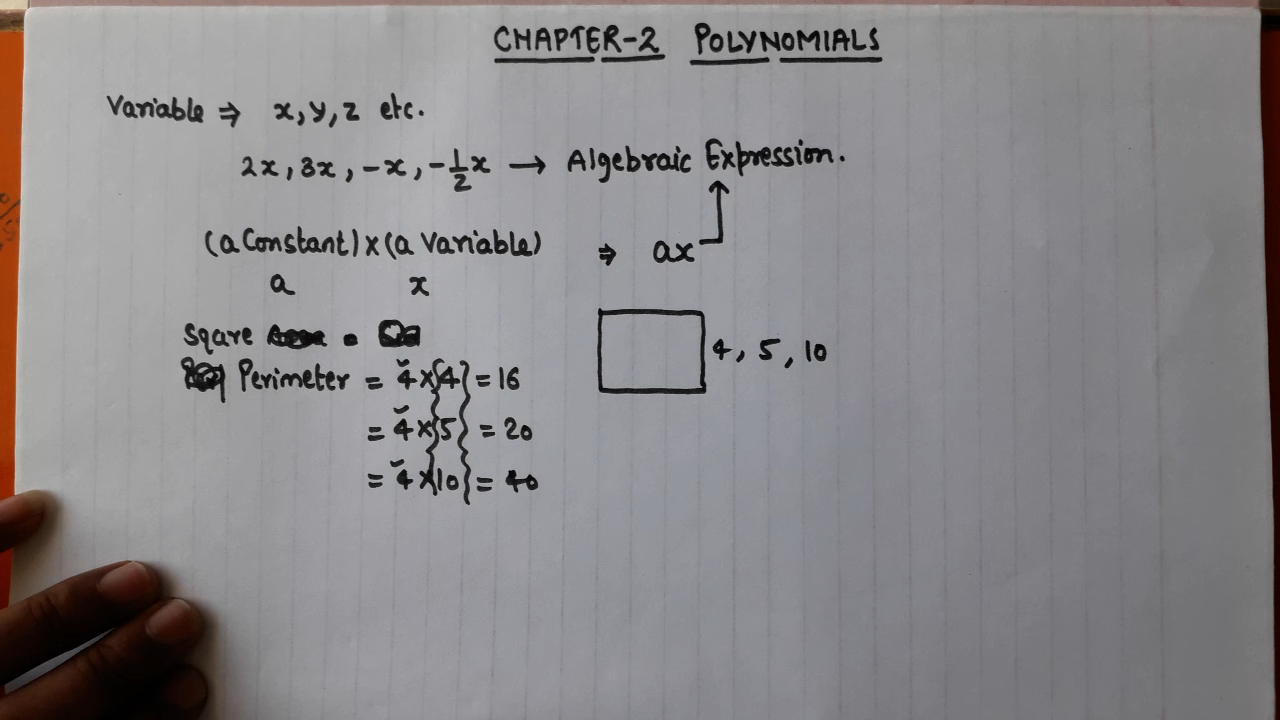 CHAPTER-2 POLYNOMIALS
Variable ⇒ x, y, z etc.
2x, 3x, -x, -1/2x → Algebraic Expression.
(a Constant) x (a Variable) ⇒ ax
a x
Sqare
4, 5, 10
Perimeter = 4×{4} = 16
= 4×{5} = 20
= 4×{10} = 40